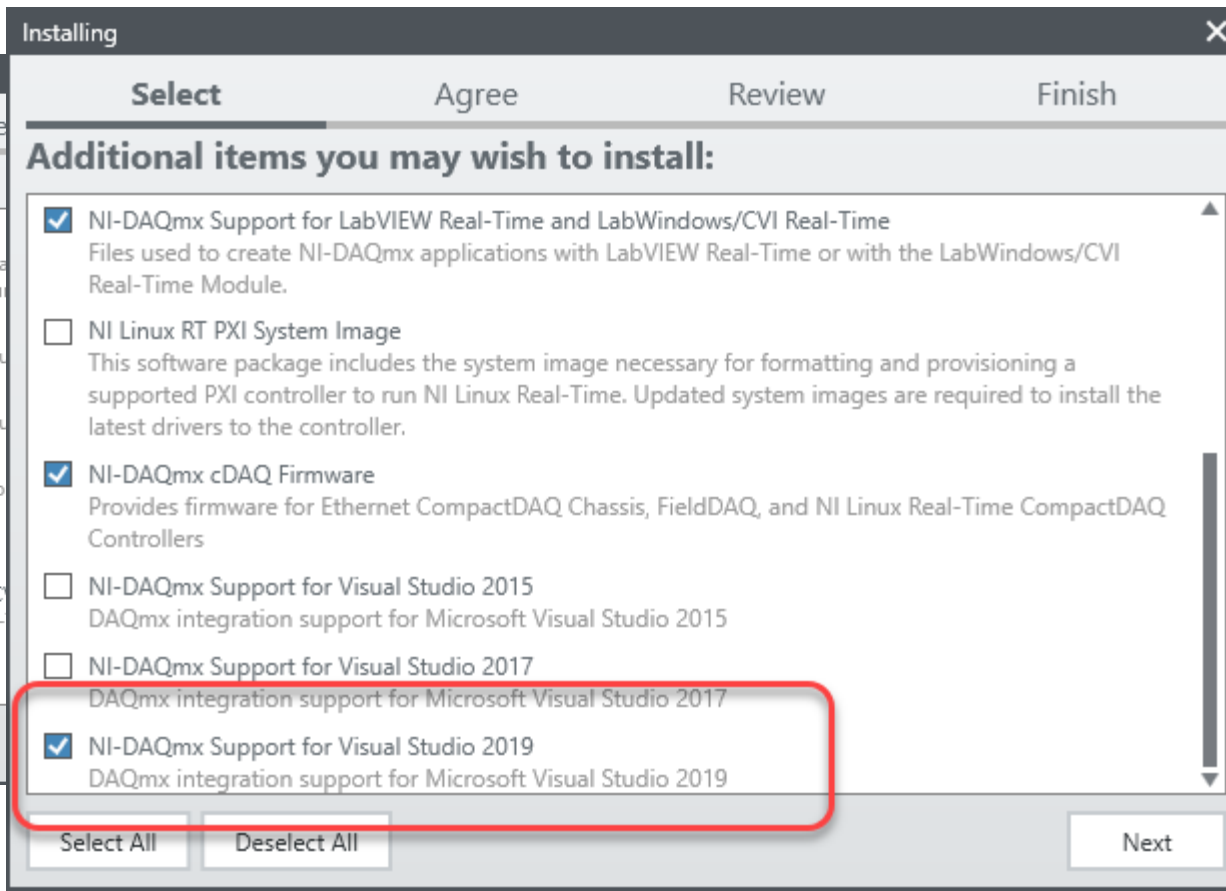 Installing
Select Agree Review Finish
Additional items you may wish to install:
NI-DAQmx Support for LabVIEW Real-Time and LabWindows/CVI Real-Time
Files used to create NI-DAQmx applications with LabVIEW Real-Time or with the LabWindows/CVI
Real-Time Module.
NI Linux RT PXI System Image
This software package includes the system image necessary for formatting and provisioning a
supported PXI controller to run NI Linux Real-Time. Updated system images are required to install the
latest drivers to the controller.
NI-DAQmx cDAQ Firmware
Provides firmware for Ethernet CompactDAQ Chassis, FieldDAQ, and NI Linux Real-Time CompactDAQ
Controllers
NI-DAQmx Support for Visual Studio 2015
DAQmx integration support for Microsoft Visual Studio 2015
NI-DAQmx Support for Visual Studio 2017
DAQmx integration support for Microsoft Visual Studio 2017
NI-DAQmx Support for Visual Studio 2019
DAQmx integration support for Microsoft Visual Studio 2019
Select All Deselect All Next